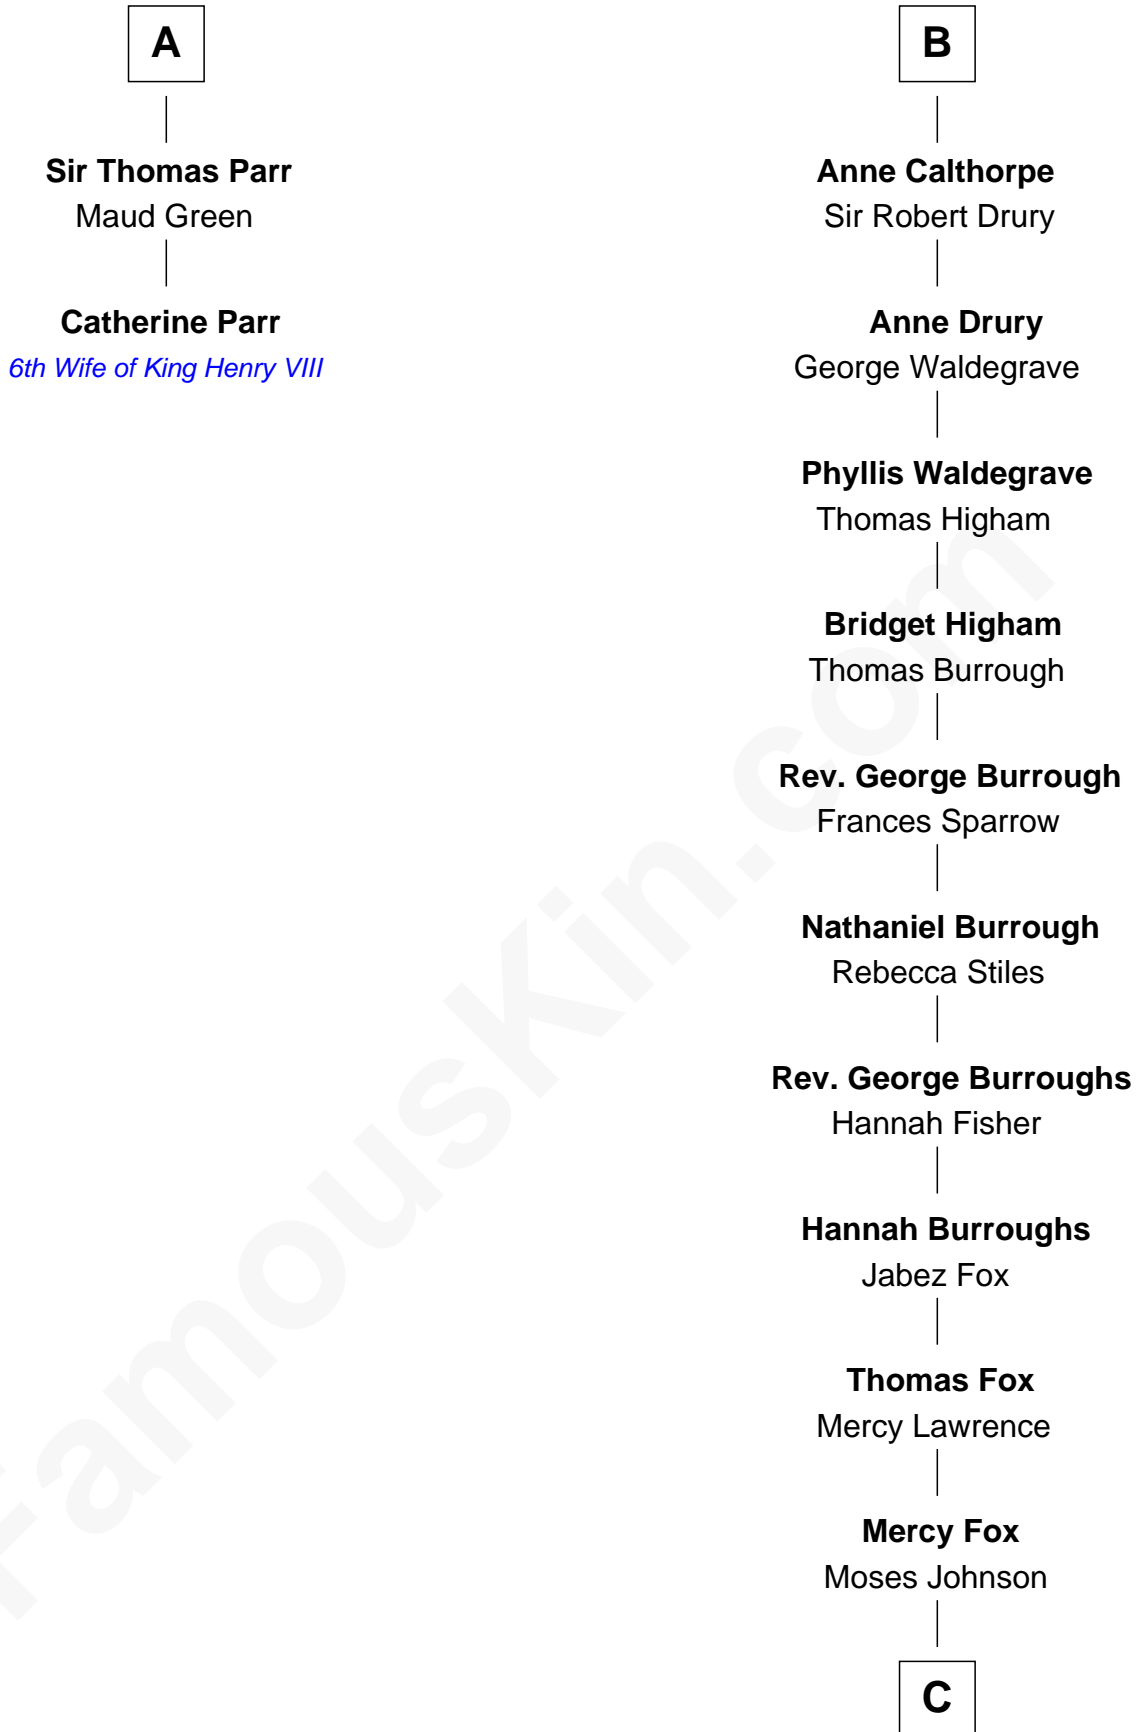 A
Sir Thomas Parr
Maud Green
Catherine Parr
6th Wife of King Henry VIII
B
Anne Calthorpe
Sir Robert Drury
Anne Drury
George Waldegrave
Phyllis Waldegrave
Thomas Higham
Bridget Higham
Thomas Burrough
Rev. George Burrough
Frances Sparrow
Nathaniel Burrough
Rebecca Stiles
Rev. George Burroughs
Hannah Fisher
Hannah Burroughs
Jabez Fox
Thomas Fox
Mercy Lawrence
Mercy Fox
Moses Johnson
C
FamousKin.com